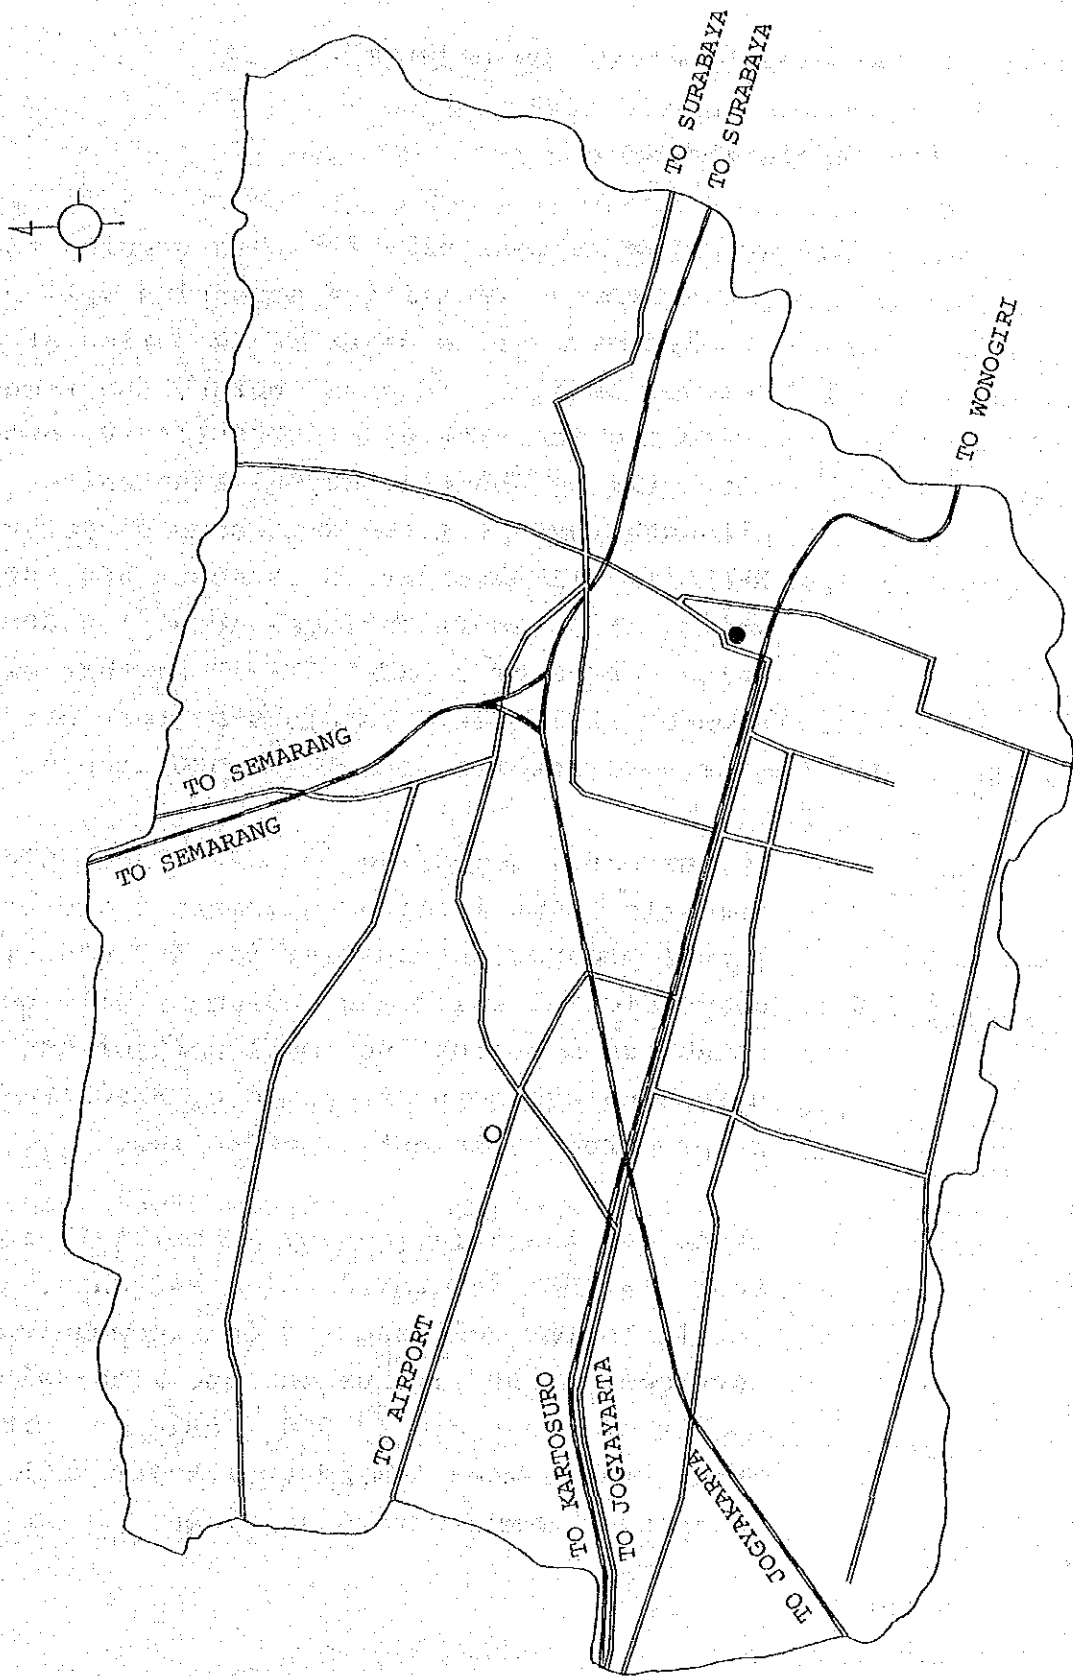 TO SURABAYA
TO SURABAYA
TO WONOGIRI
TO SEMARANG
TO SEMARANG
TO AIRPORT
TO KARTOSURO
TO JOGYAYARTA
TO JOGYAKARTA